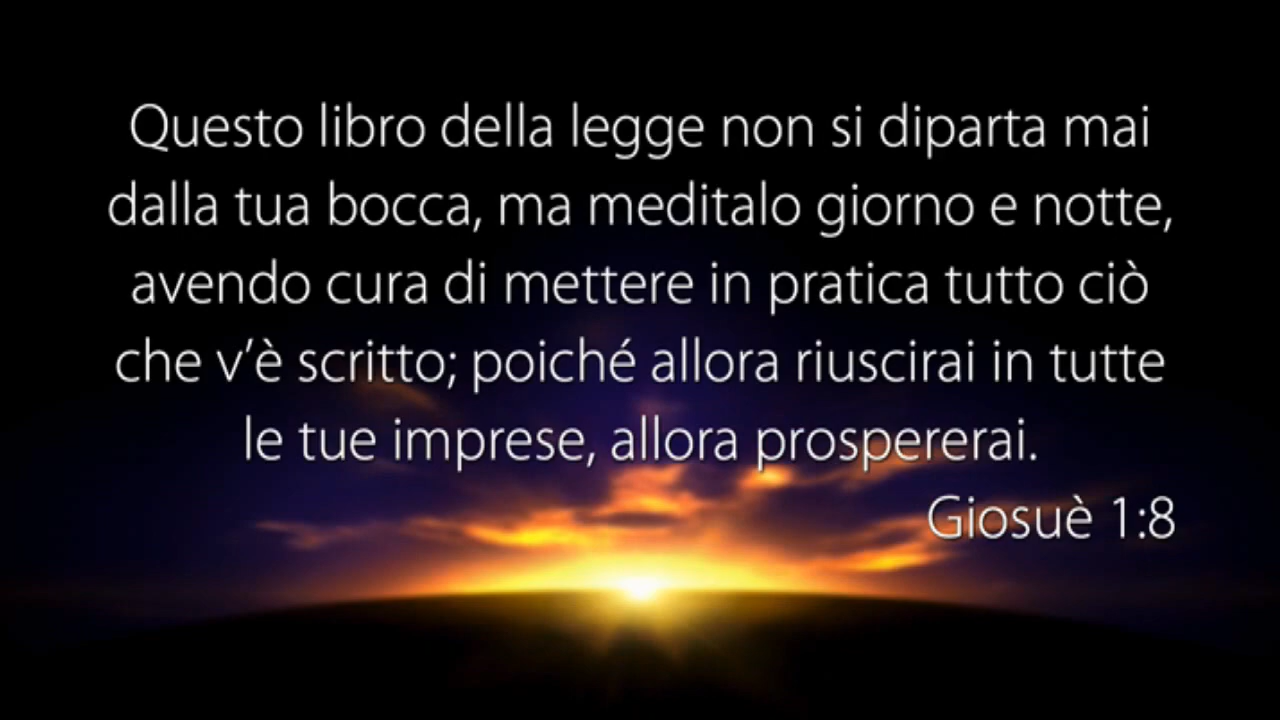 Questo libro della legge non si diparta mai
dalla tua bocca, ma meditalo giorno e notte,
avendo cura di mettere in pratica tutto ciò
che v’è scritto; poiché allora riuscirai in tutte
le tue imprese, allora prospererai.
Giosuè 1:8